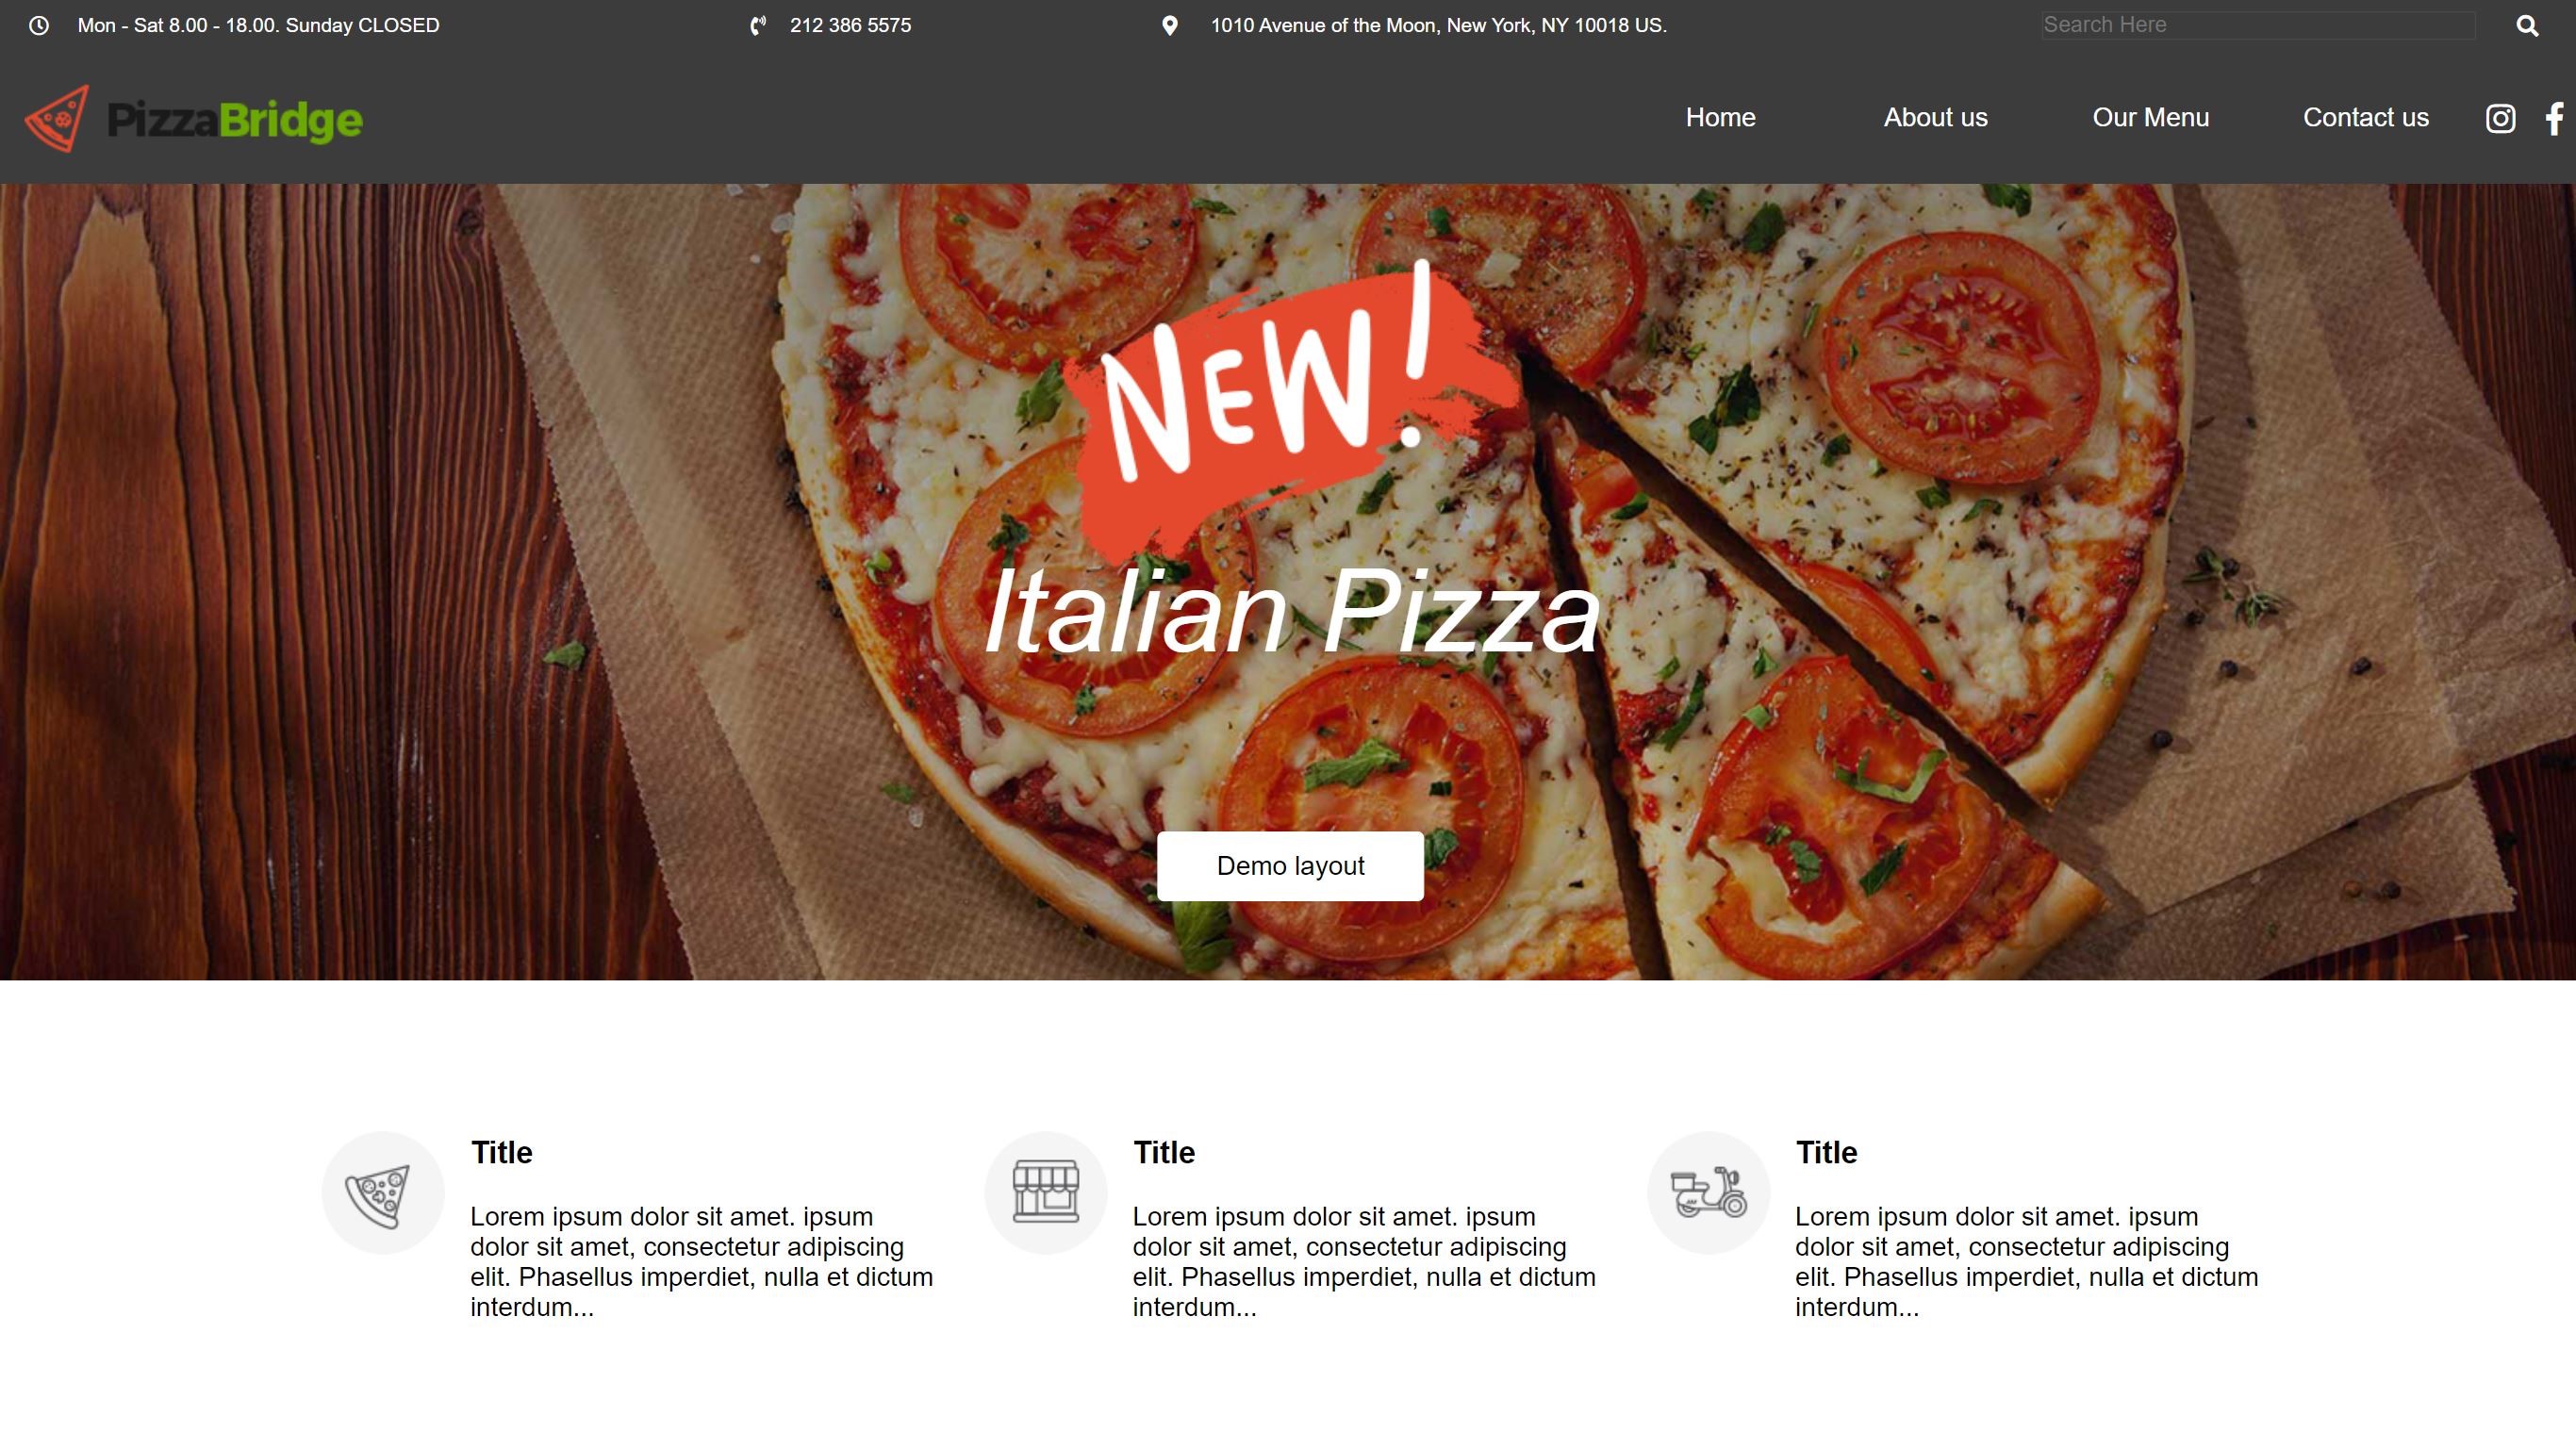 Mon - Sat 8.00 - 18.00. Sunday CLOSED
212 386 5575
1010 Avenue of the Moon, New York, NY 10018 US.
Search Here
PizzaBridge
Home
About us
Our Menu
Contact us
NEW!
Italian Pizza
Demo layout
Title
Lorem ipsum dolor sit amet. ipsum
dolor sit amet, consectetur adipiscing
elit. Phasellus imperdiet, nulla et dictum
interdum...
Title
Lorem ipsum dolor sit amet. ipsum
dolor sit amet, consectetur adipiscing
elit. Phasellus imperdiet, nulla et dictum
interdum...
Title
Lorem ipsum dolor sit amet. ipsum
dolor sit amet, consectetur adipiscing
elit. Phasellus imperdiet, nulla et dictum
interdum...